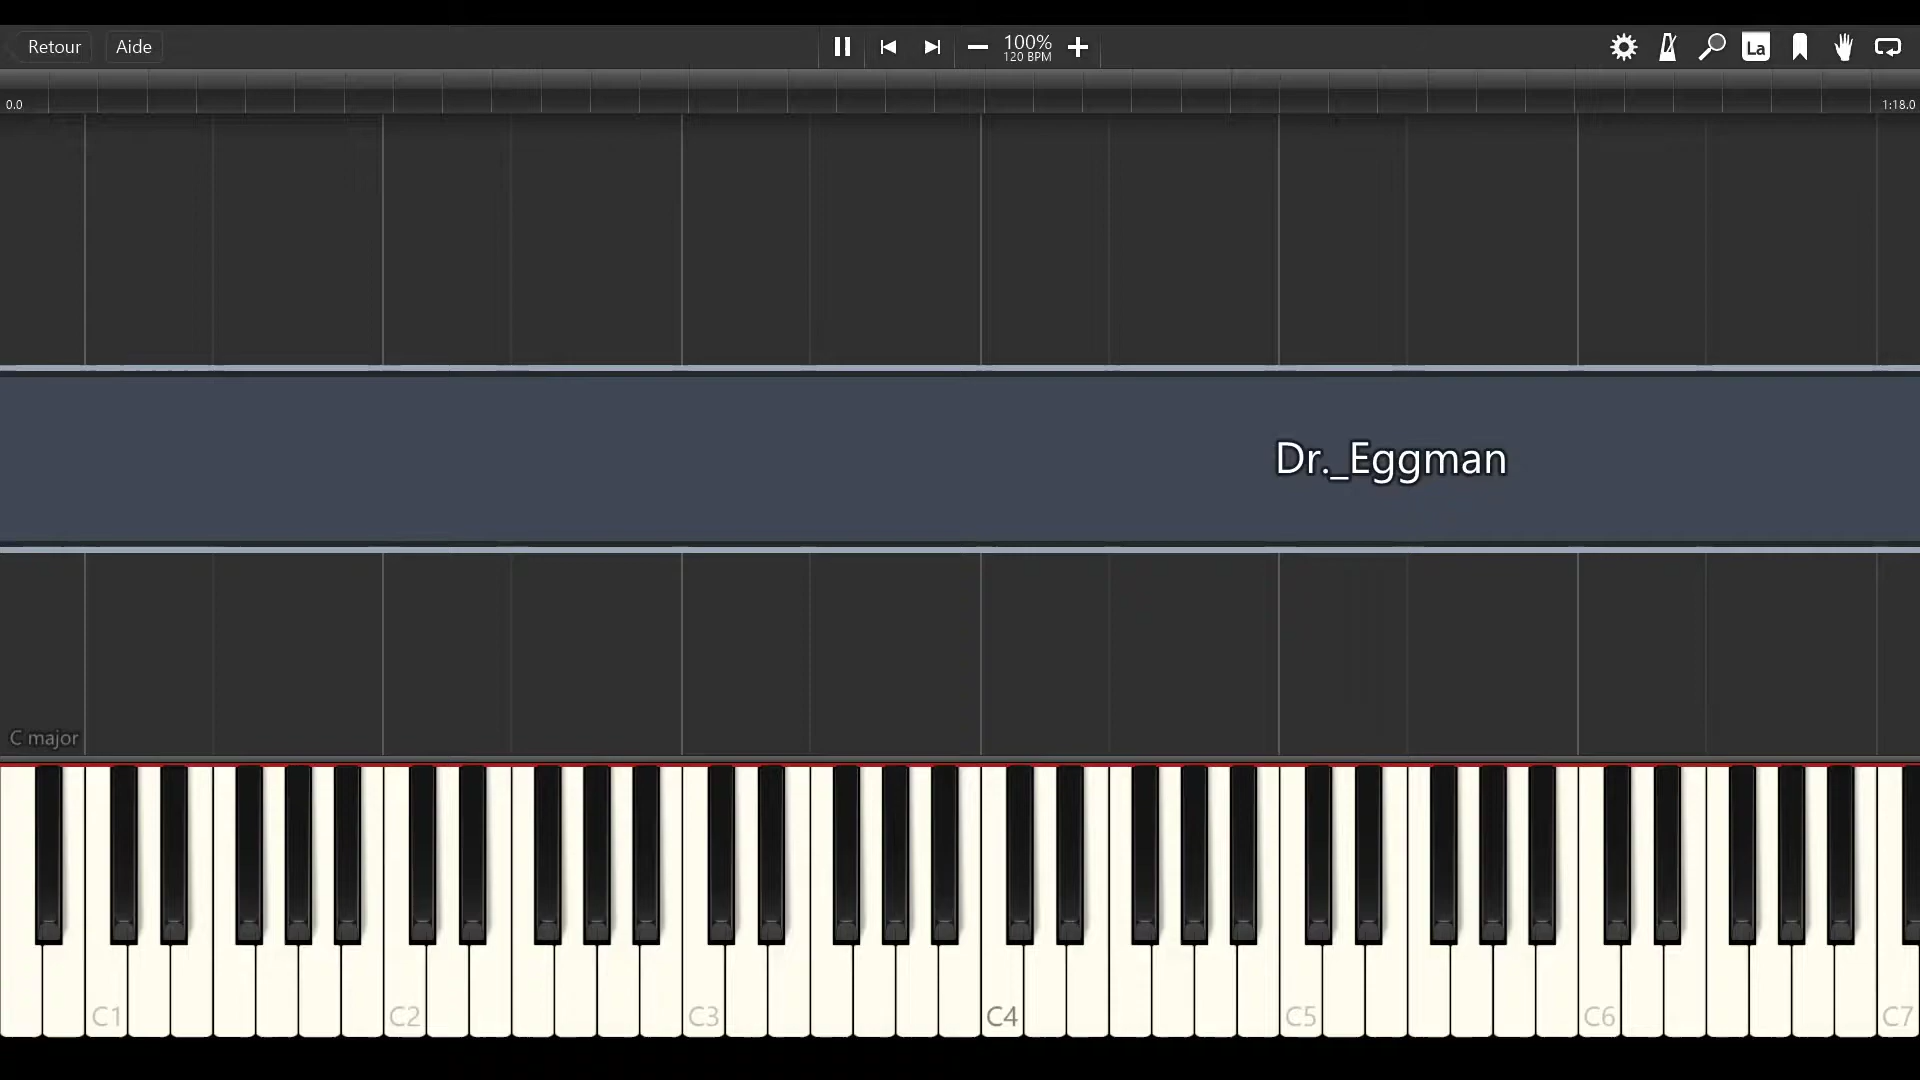 Retour Aide 100%
120 BPM
La
0.0 1:18.0
Dr._Eggman
C major
C1 C2 C3 C4 C5 C6 C7